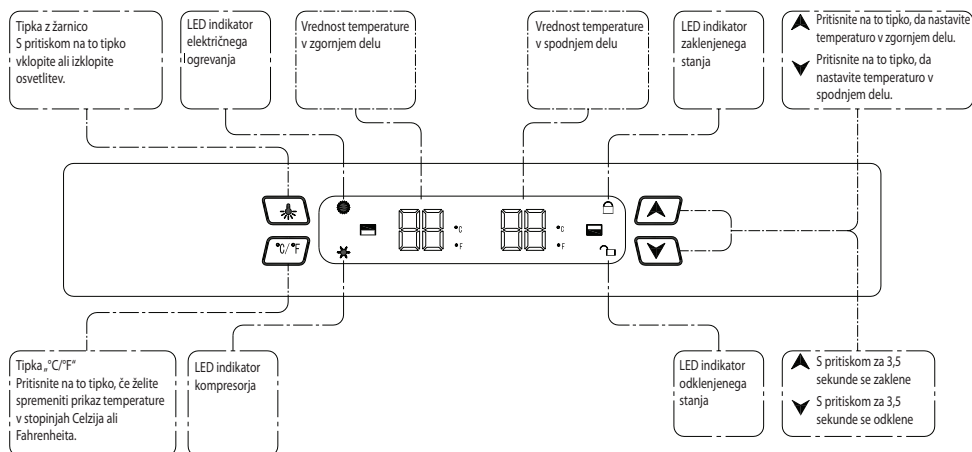 Tipka z žarnico
S pritiskom na to tipko
vklopite ali izklopite
osvetlitev.
LED indikator
električnega
ogrevanja
Vrednost temperature
v zgornjem delu
Vrednost temperature
v spodnjem delu
LED indikator
zaklenjenega
stanja
Pritisnite na to tipko, da nastavite
temperaturo v zgornjem delu.
Pritisnite na to tipko, da
nastavite temperaturo v
spodnjem delu.
°C/°F
88
°C
°F
88
°C
°F
Tipka „°C/°F“
Pritisnite na to tipko, če želite
spremeniti prikaz temperature
v stopinjah Celzija ali
Fahrenheita.
LED indikator
kompresorja
LED indikator
odklenjenega
stanja
S pritiskom za 3,5
sekunde se zaklene
S pritiskom za 3,5
sekunde se odklene